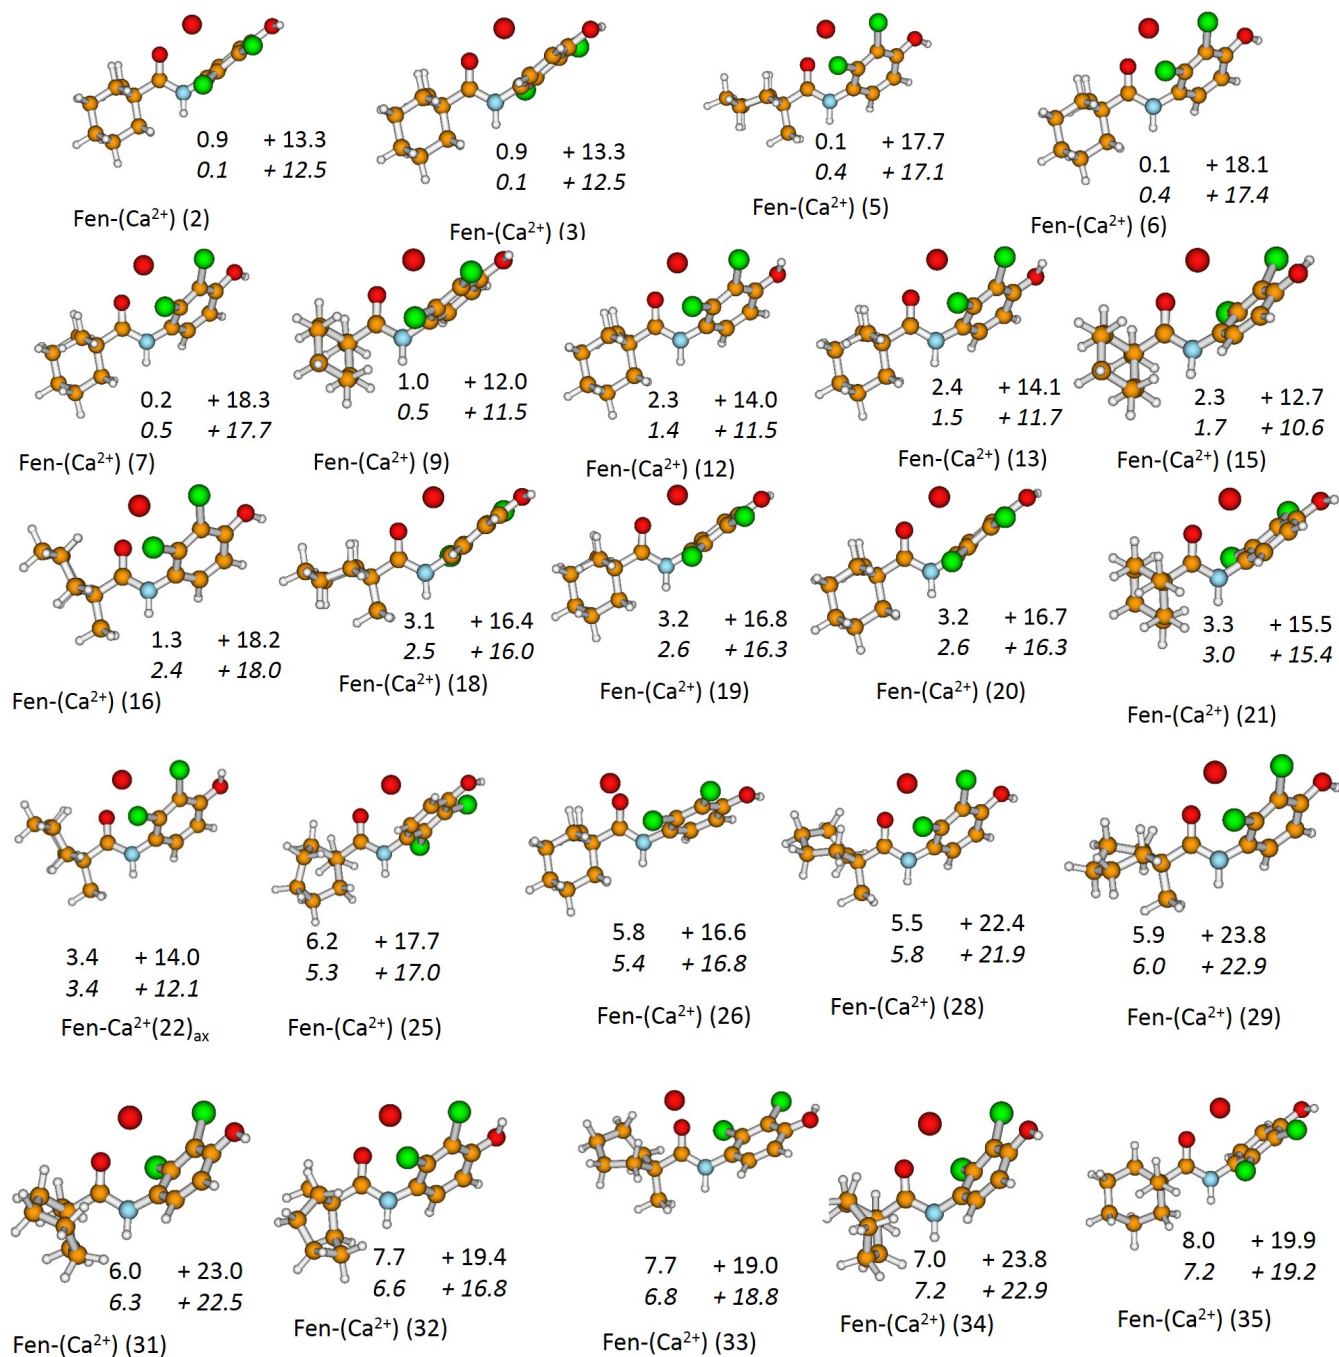 0.9 + 13.3
0.1 + 12.5
Fen-(Ca²⁺) (2)
0.9 + 13.3
0.1 + 12.5
Fen-(Ca²⁺) (3)
0.1 + 17.7
0.4 + 17.1
Fen-(Ca²⁺) (5)
0.1 + 18.1
0.4 + 17.4
Fen-(Ca²⁺) (6)
0.2 + 18.3
0.5 + 17.7
Fen-(Ca²⁺) (7)
1.0 + 12.0
0.5 + 11.5
Fen-(Ca²⁺) (9)
2.3 + 14.0
1.4 + 11.5
Fen-(Ca²⁺) (12)
2.4 + 14.1
1.5 + 11.7
Fen-(Ca²⁺) (13)
2.3 + 12.7
1.7 + 10.6
Fen-(Ca²⁺) (15)
1.3 + 18.2
2.4 + 18.0
Fen-(Ca²⁺) (16)
3.1 + 16.4
2.5 + 16.0
Fen-(Ca²⁺) (18)
3.2 + 16.8
2.6 + 16.3
Fen-(Ca²⁺) (19)
3.2 + 16.7
2.6 + 16.3
Fen-(Ca²⁺) (20)
3.3 + 15.5
3.0 + 15.4
Fen-(Ca²⁺) (21)
3.4 + 14.0
3.4 + 12.1
Fen-Ca²⁺(22)ax
6.2 + 17.7
5.3 + 17.0
Fen-(Ca²⁺) (25)
5.8 + 16.6
5.4 + 16.8
Fen-(Ca²⁺) (26)
5.5 + 22.4
5.8 + 21.9
Fen-(Ca²⁺) (28)
5.9 + 23.8
6.0 + 22.9
Fen-(Ca²⁺) (29)
6.0 + 23.0
6.3 + 22.5
Fen-(Ca²⁺) (31)
7.7 + 19.4
6.6 + 16.8
Fen-(Ca²⁺) (32)
7.7 + 19.0
6.8 + 18.8
Fen-(Ca²⁺) (33)
7.0 + 23.8
7.2 + 22.9
Fen-(Ca²⁺) (34)
8.0 + 19.9
7.2 + 19.2
Fen-(Ca²⁺) (35)